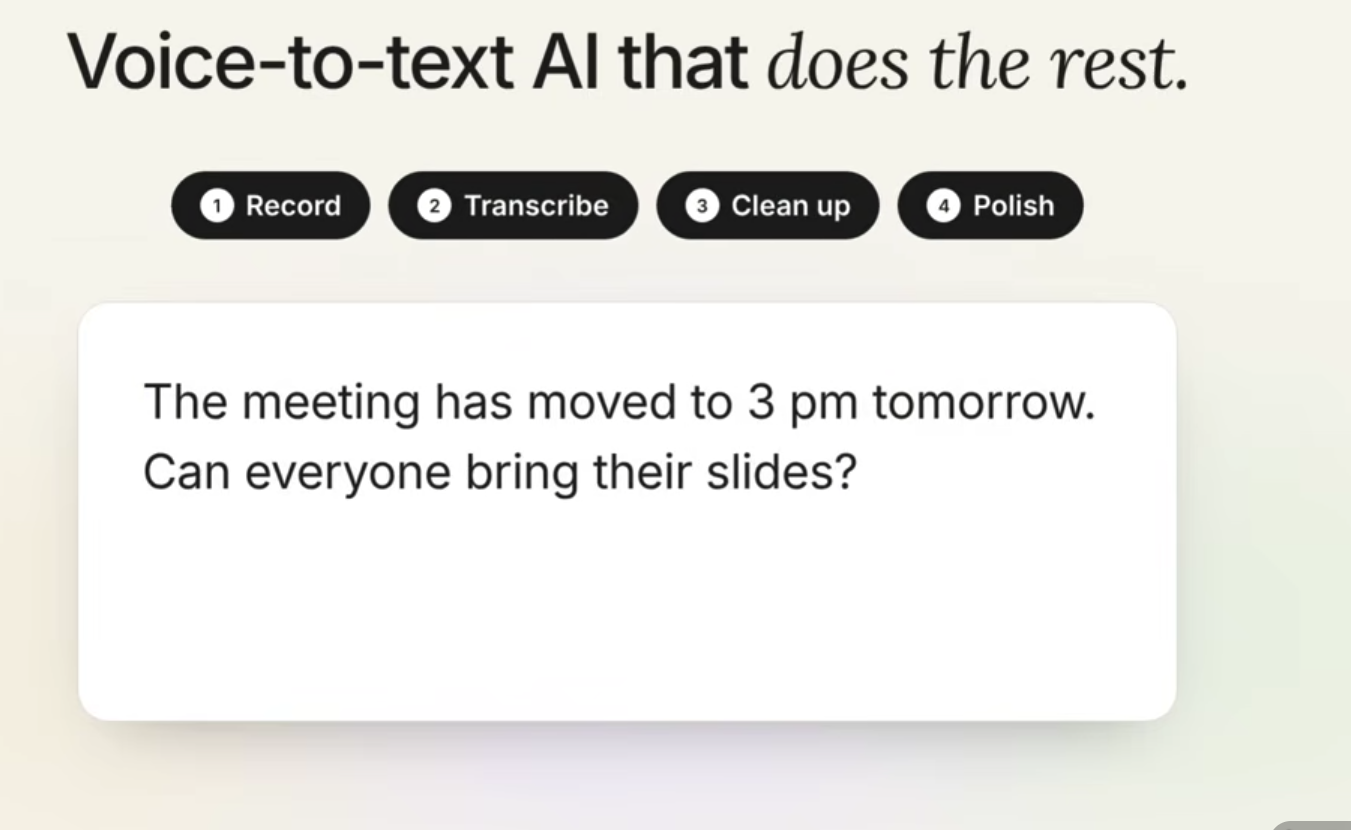 Voice-to-text AI that does the rest.
1 Record 2 Transcribe 3 Clean up 4 Polish
The meeting has moved to 3 pm tomorrow.
Can everyone bring their slides?